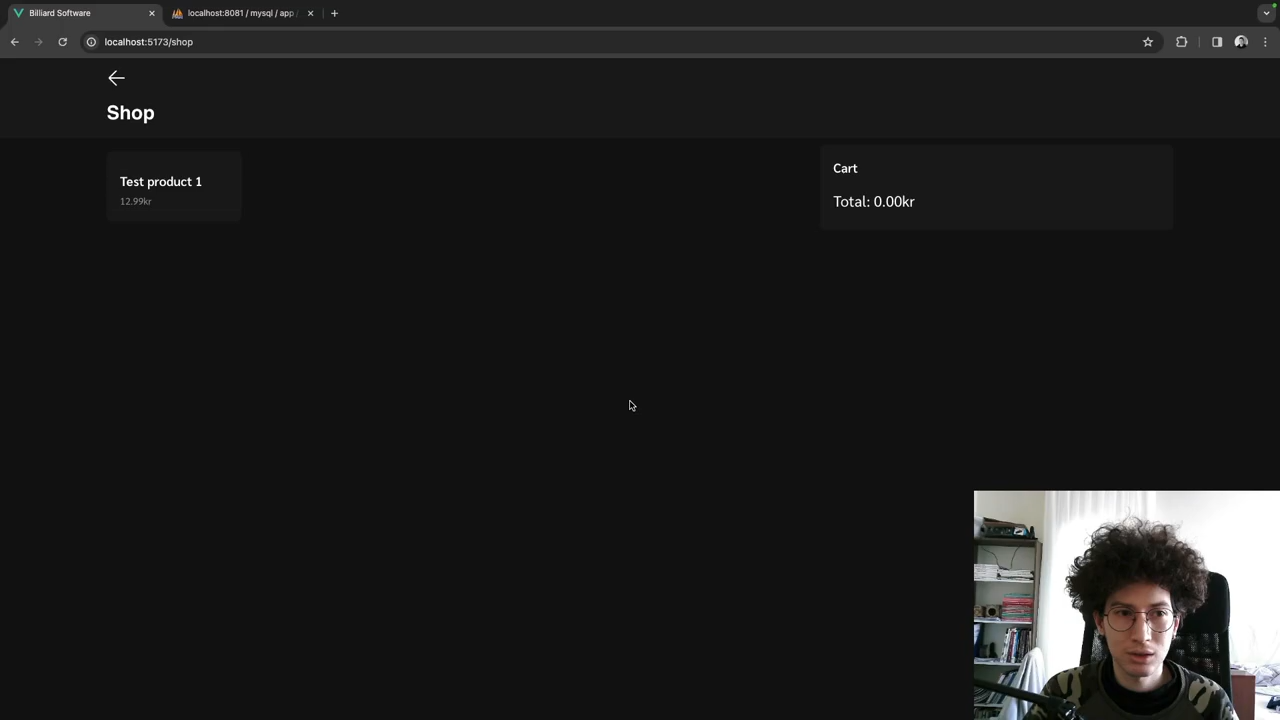 Billiard Software
localhost:8081 / mysql / app
localhost:5173/shop
Shop
Test product 1
12.99kr
Cart
Total: 0.00kr